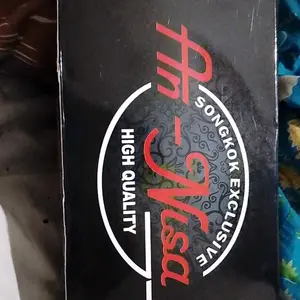 An-Nisa
SONGKOK EXCLUSIVE
HIGH QUALITY